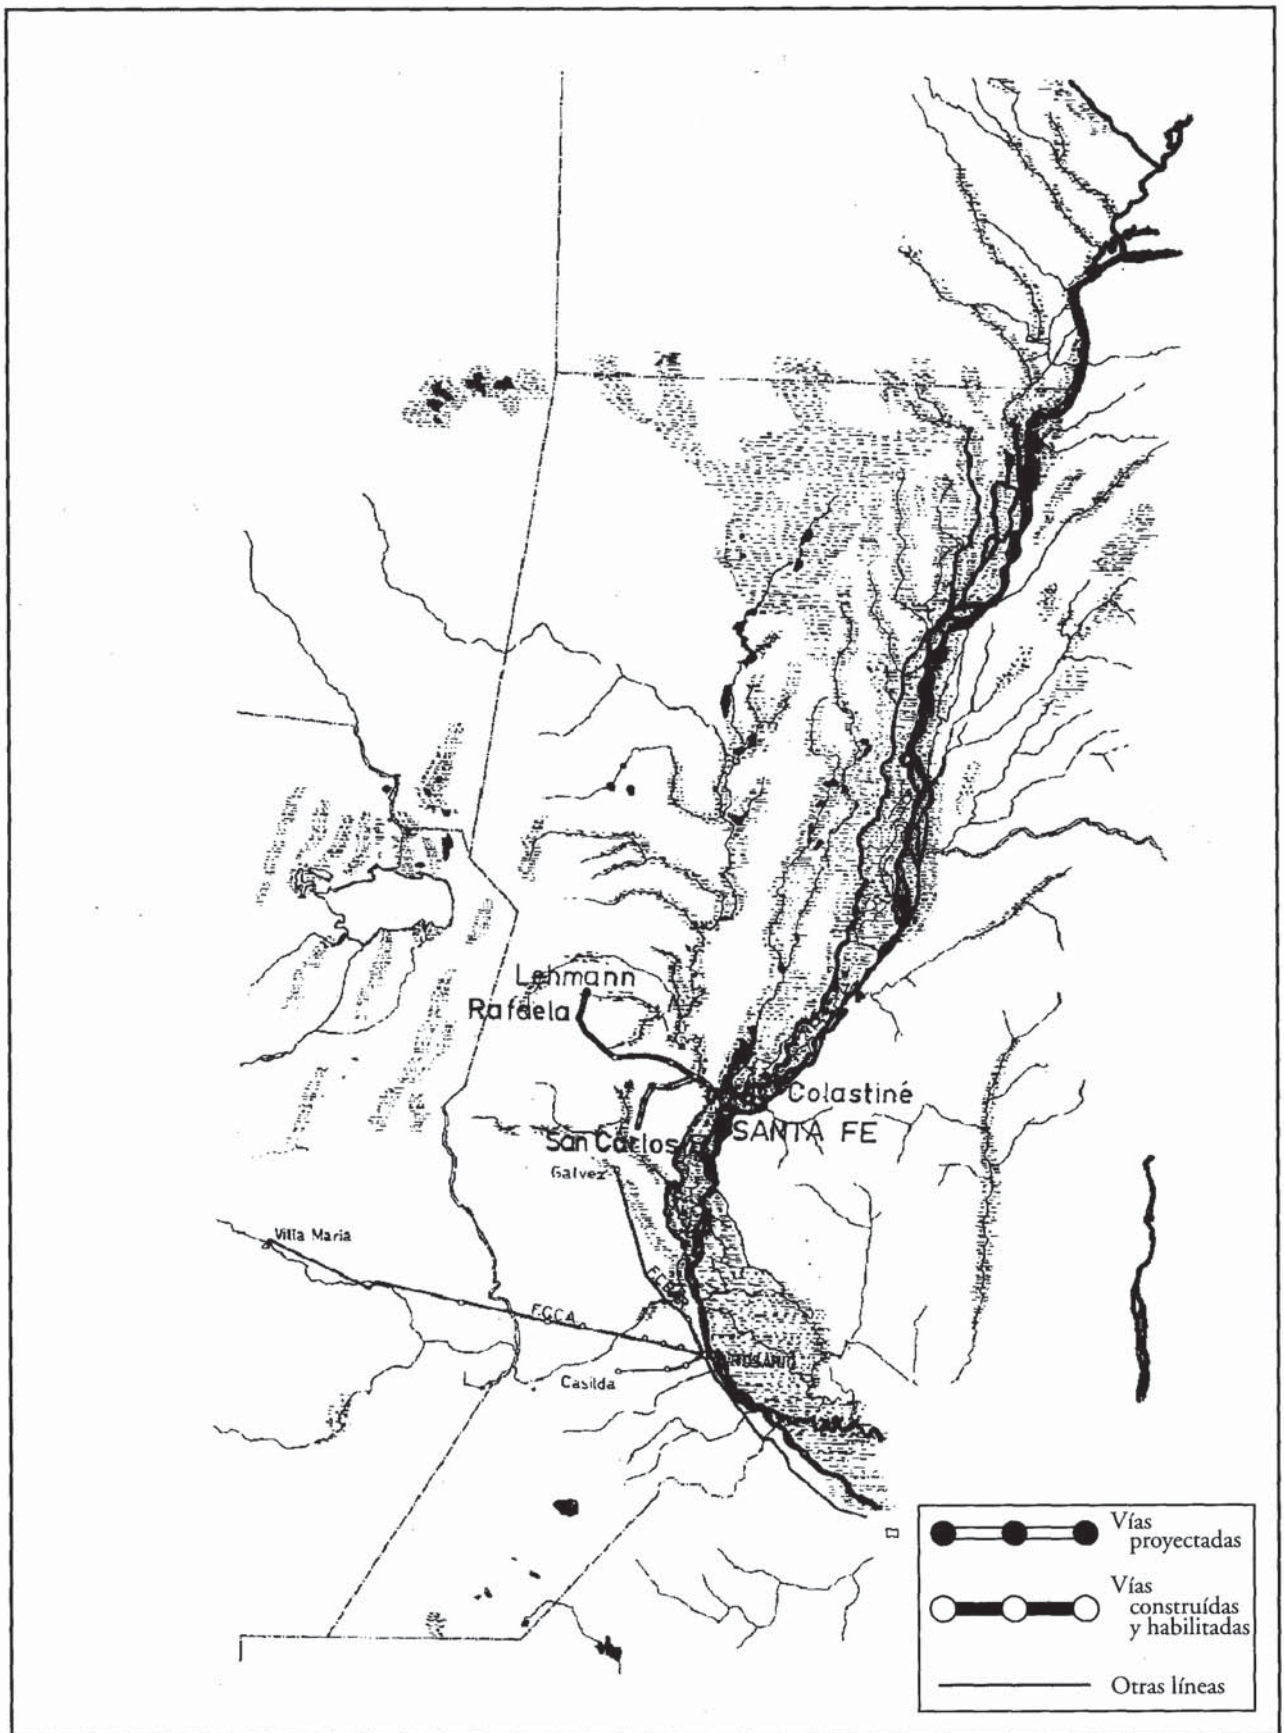 Lehmann
Rafaela
Colastiné
SANTA FE
San Carlos
Galvez
Villa Maria
F.C.C.A.
ROSARIO
Casilda
Vías
proyectadas
Vías
construídas
y habilitadas
Otras líneas